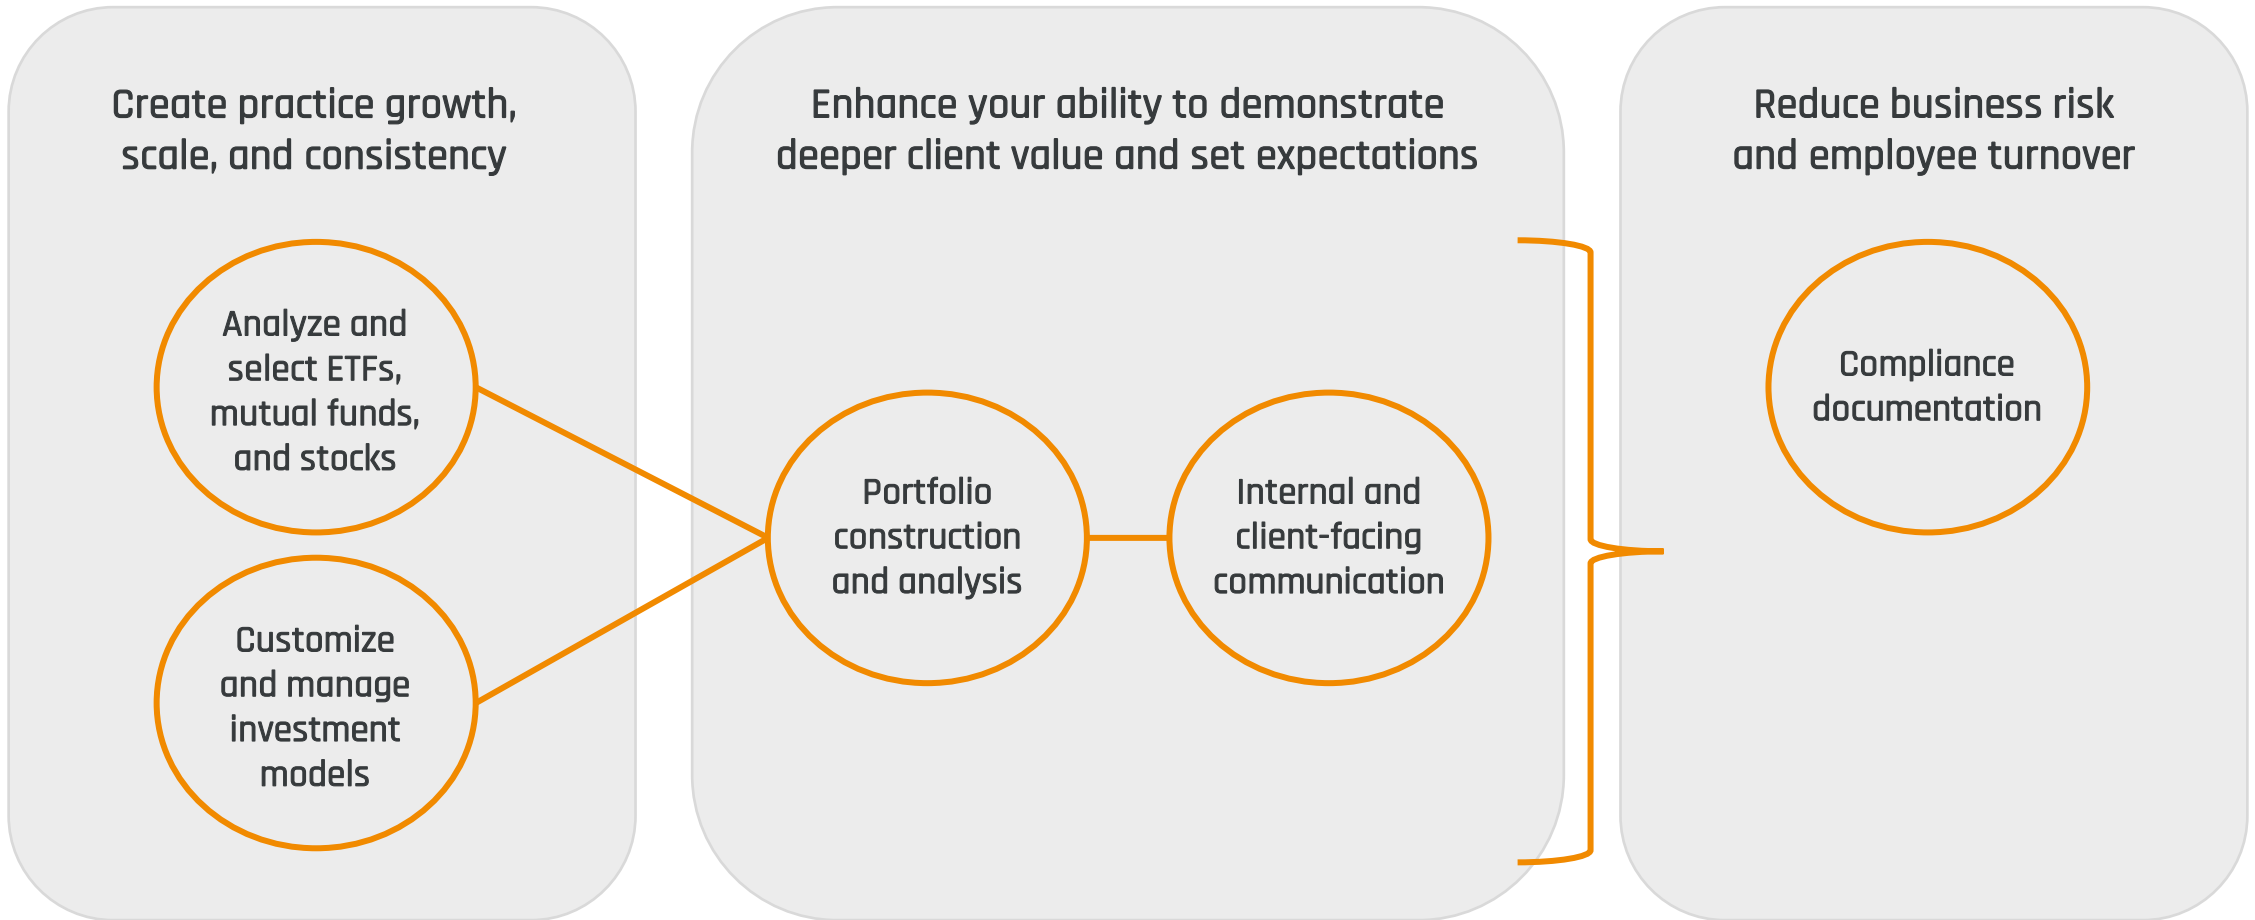 Create practice growth,
scale, and consistency
Analyze and
select ETFs,
mutual funds,
and stocks
Customize
and manage
investment
models
Enhance your ability to demonstrate
deeper client value and set expectations
Portfolio
construction
and analysis
Internal and
client-facing
communication
Reduce business risk
and employee turnover
Compliance
documentation